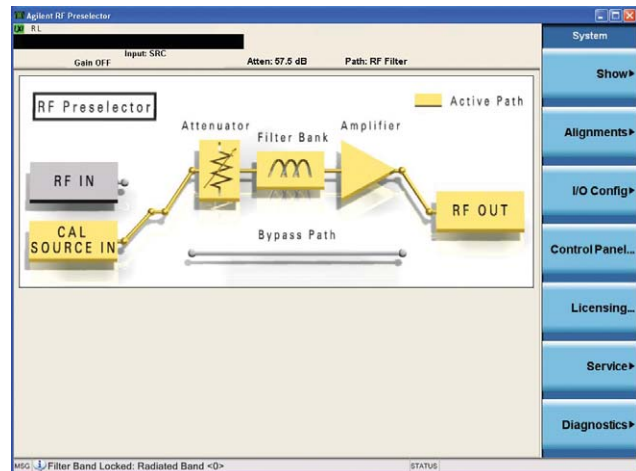 Agilent RF Preselector
R L
System
Input: SRC
Gain OFF
Atten: 57.5 dB
Path: RF Filter
RF Preselector
Active Path
Attenuator
Filter Bank
Amplifier
RF IN
CAL
SOURCE IN
RF OUT
Bypass Path
Show
Alignments
I/O Config
Control Panel...
Licensing...
Service
Diagnostics
MSG
Filter Band Locked: Radiated Band <0>
STATUS